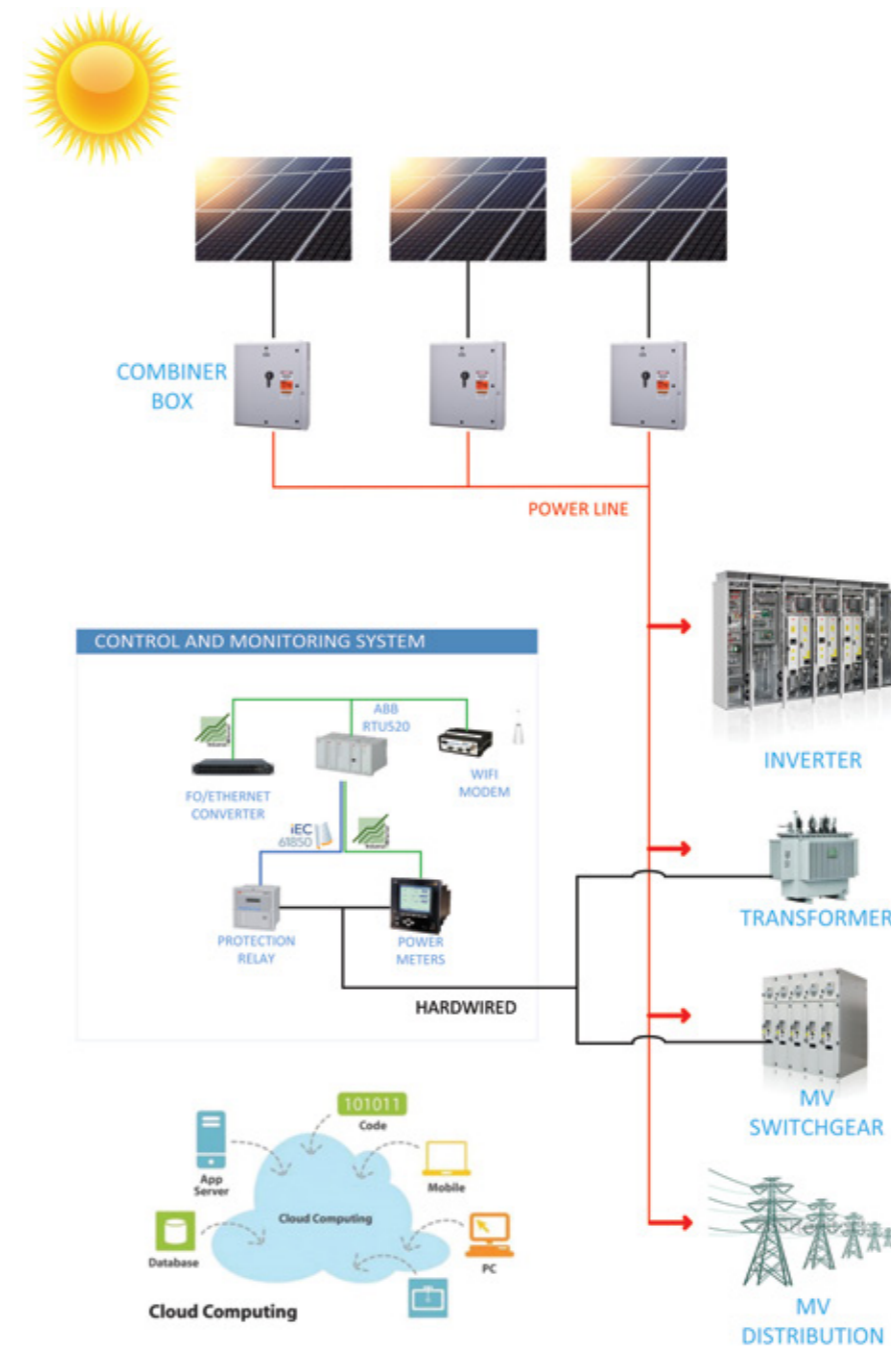 COMBINER
BOX
POWER LINE
CONTROL AND MONITORING SYSTEM
ABB
RTU520
WIFI
MODEM
FO/ETHERNET
CONVERTER
iEC
61850
PROTECTION
RELAY
POWER
METERS
HARDWIRED
INVERTER
TRANSFORMER
MV
SWITCHGEAR
MV
DISTRIBUTION
101011
Code
App
Server
Mobile
Cloud Computing
Database
PC
Cloud Computing